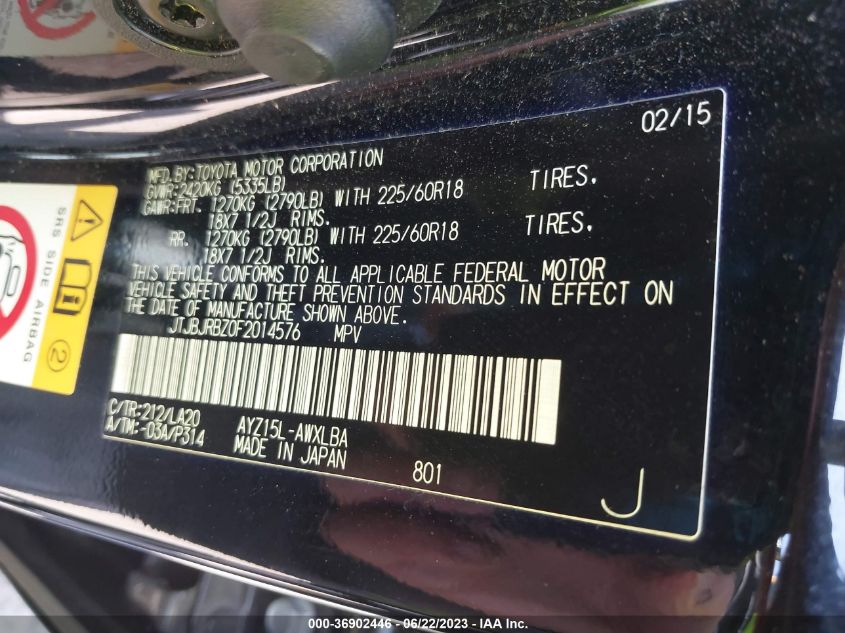 02/15
MFD.BY:TOYOTA MOTOR CORPORATION
GVWR:2420KG (5335LB)
GAWR:FRT. 1270KG (2790LB) WITH 225/60R18 TIRES.
18X7 1/2J RIMS.
RR. 1270KG (2790LB) WITH 225/60R18 TIRES.
18X7 1/2J RIMS.
THIS VEHICLE CONFORMS TO ALL APPLICABLE FEDERAL MOTOR
VEHICLE SAFETY AND THEFT PREVENTION STANDARDS IN EFFECT ON
THE DATE OF MANUFACTURE SHOWN ABOVE.
JTJBJRBZ0F2014576 MPV
C/TR:212/LA20 AYZ15L-AWXLBA
A/TM:-03A/P314 MADE IN JAPAN
801
J
SRS SIDE AIRBAG
2
000-36902446 - 06/22/2023 - IAA Inc.